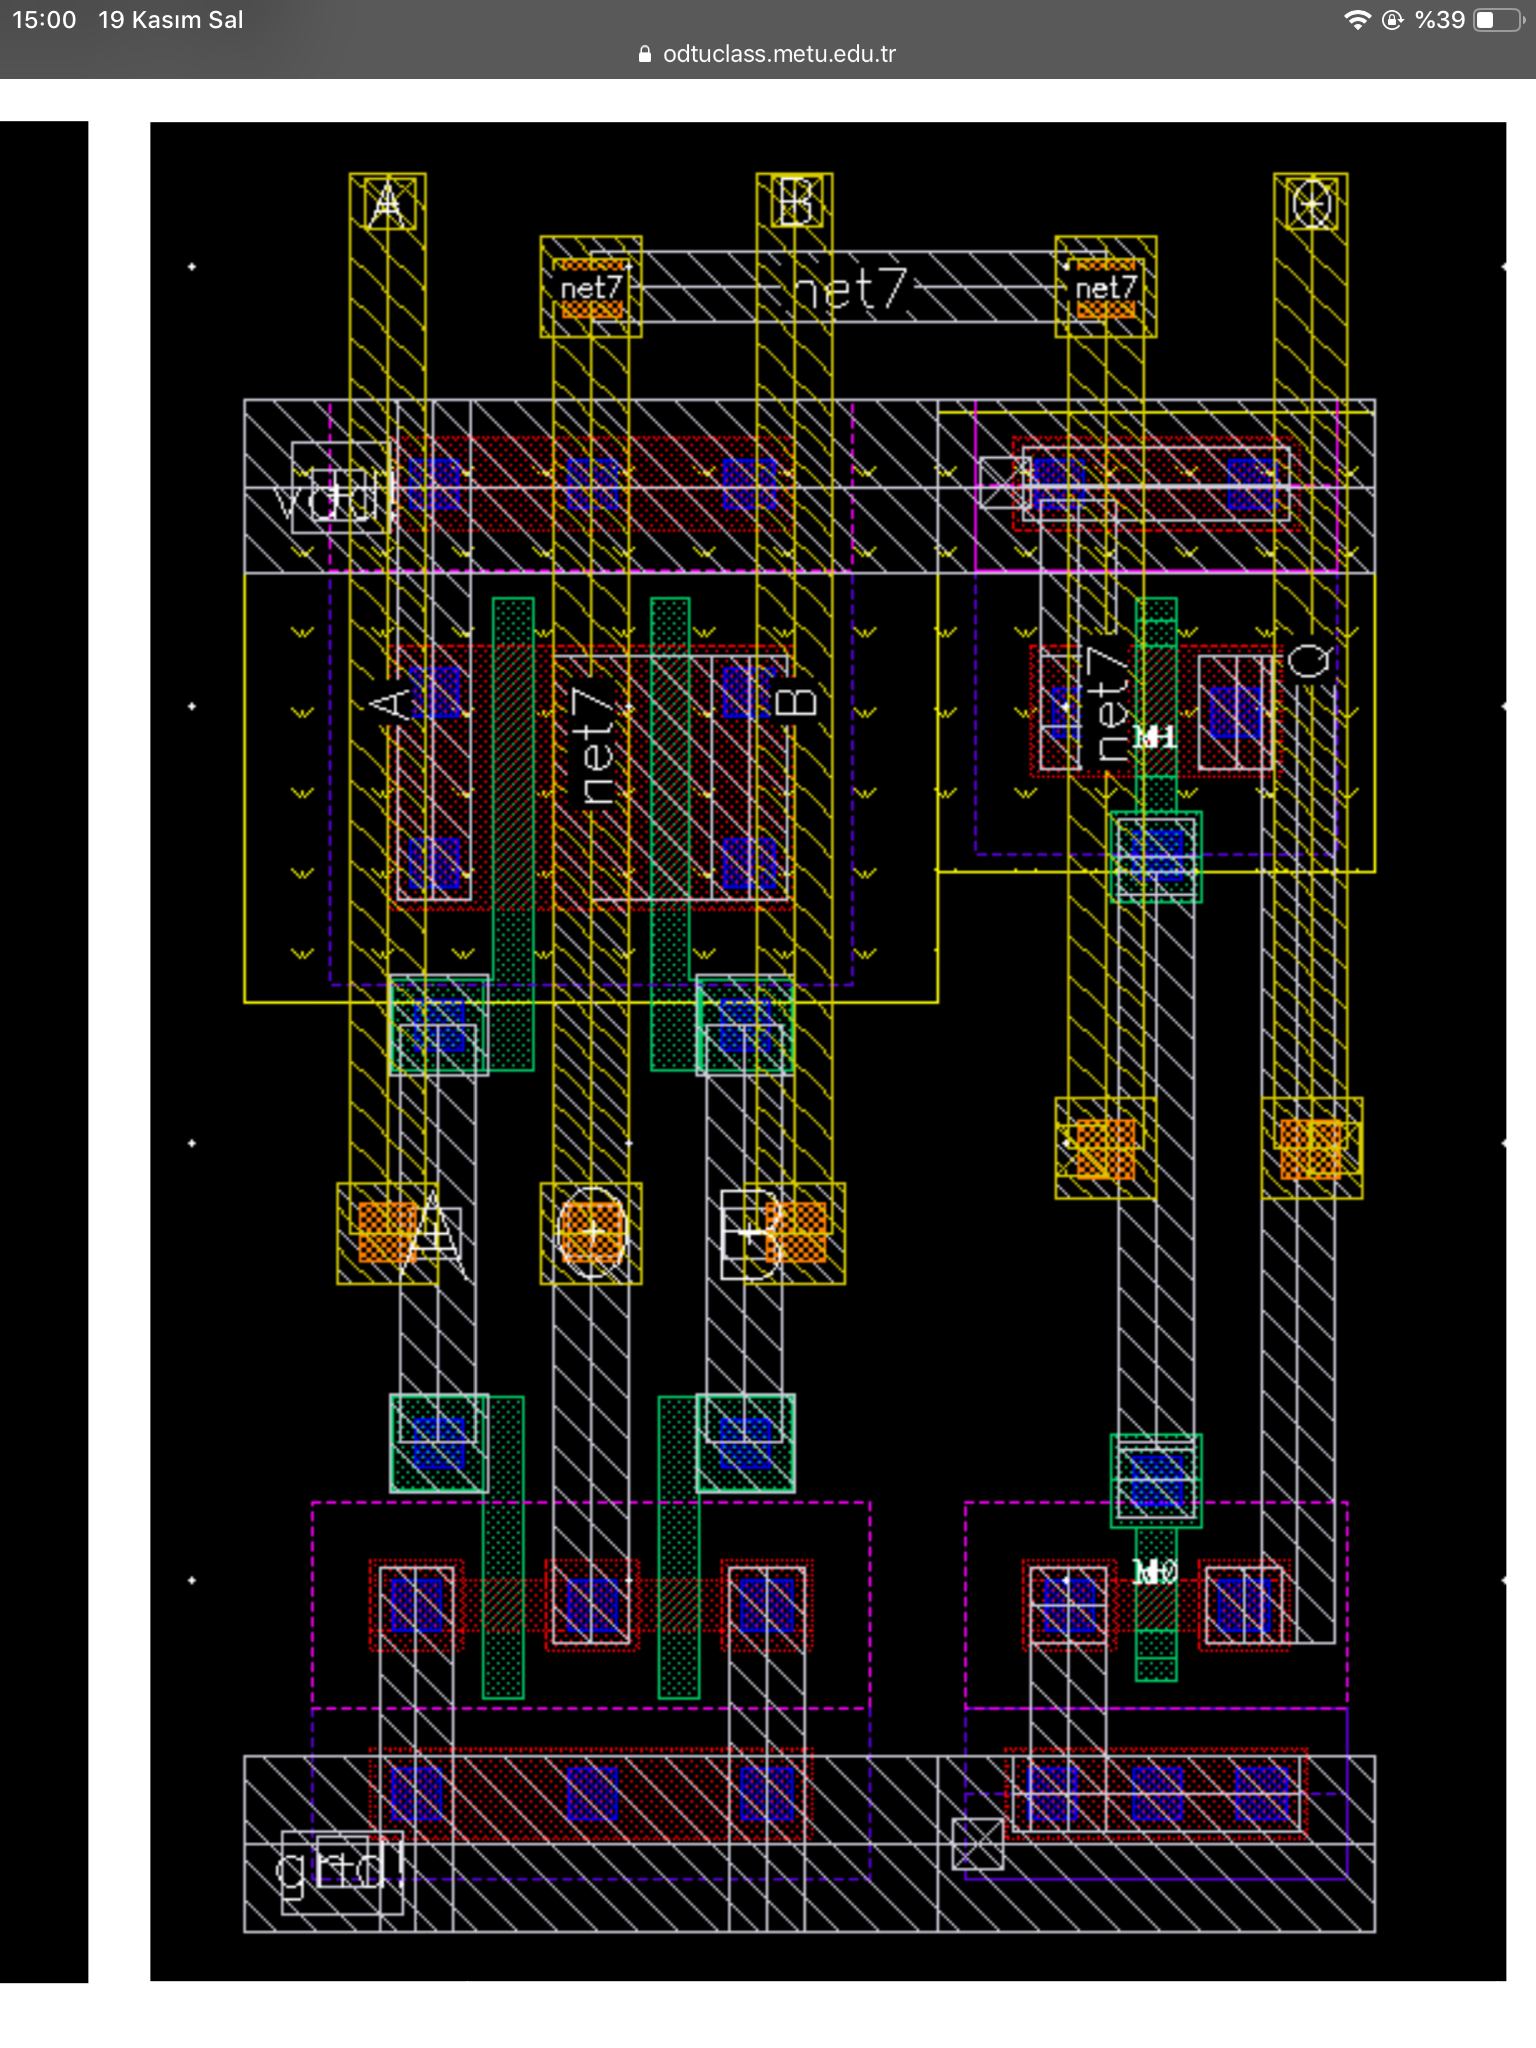 15:00 19 Kasım Sal %39
odtuclass.metu.edu.tr
A B Q
net7 net7 net7
vdd!
A net7 B net7 Q
M1
A Q B
M0
gnd!